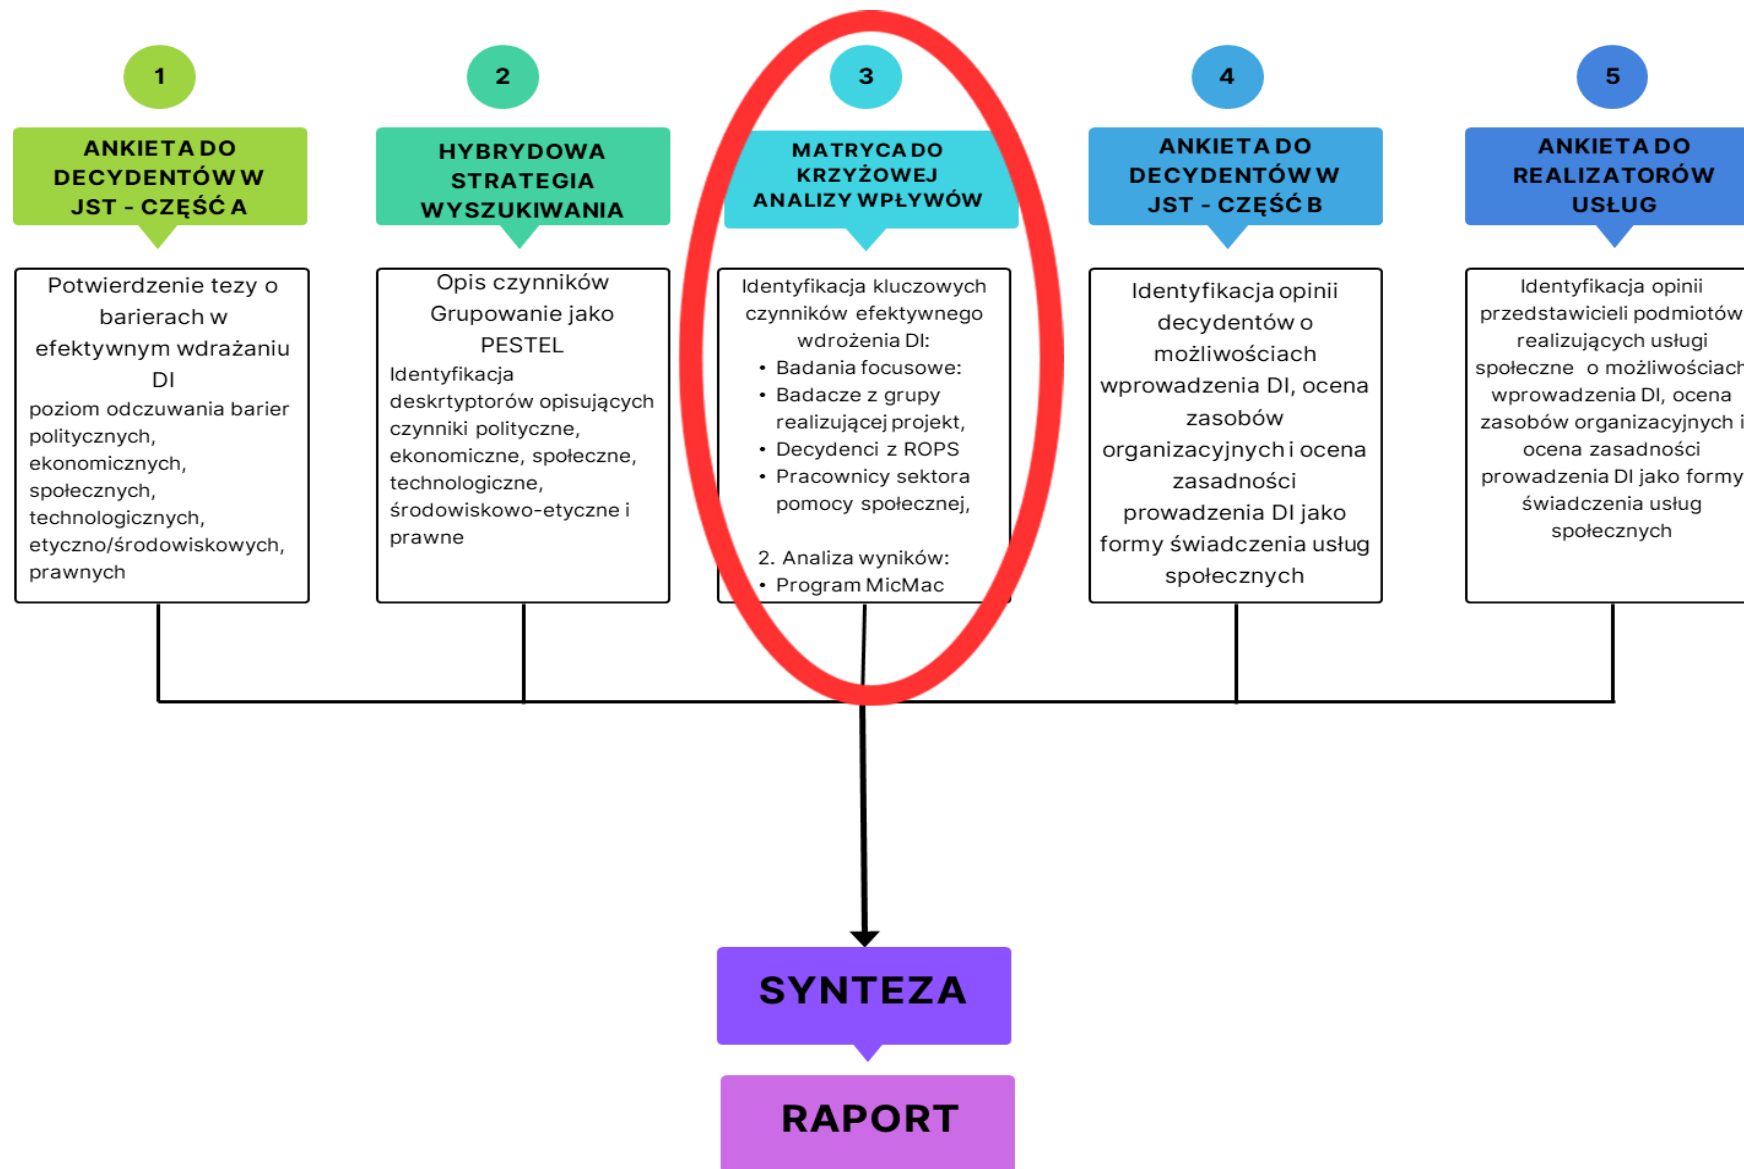 1
ANKIETA DO
DECYDENTÓW W
JST - CZĘŚĆ A
Potwierdzenie tezy o
barierach w
efektywnym wdrażaniu
DI
poziom odczuwania barier
politycznych,
ekonomicznych,
społecznych,
technologicznych,
etyczno/środowiskowych,
prawnych
2
HYBRYDOWA
STRATEGIA
WYSZUKIWANIA
Opis czynników
Grupowanie jako
PESTEL
Identyfikacja
deskrtyptorów opisujących
czynniki polityczne,
ekonomiczne, społeczne,
technologiczne,
środowiskowo-etyczne i
prawne
3
MATRYCA DO
KRZYŻOWEJ
ANALIZY WPŁYWÓW
Identyfikacja kluczowych
czynników efektywnego
wdrożenia DI:
• Badania focusowe:
• Badacze z grupy
realizującej projekt,
• Decydenci z ROPS
• Pracownicy sektora
pomocy społecznej,
2. Analiza wyników:
• Program MicMac
4
ANKIETA DO
DECYDENTÓW W
JST - CZĘŚĆ B
Identyfikacja opinii
decydentów o
możliwościach
wprowadzenia DI, ocena
zasobów
organizacyjnych i ocena
zasadności
prowadzenia DI jako
formy świadczenia usług
społecznych
5
ANKIETA DO
REALIZATORÓW
USŁUG
Identyfikacja opinii
przedstawicieli podmiotów
realizujących usługi
społeczne o możliwościach
wprowadzenia DI, ocena
zasobów organizacyjnych i
ocena zasadności
prowadzenia DI jako formy
świadczenia usług
społecznych
SYNTEZA
RAPORT